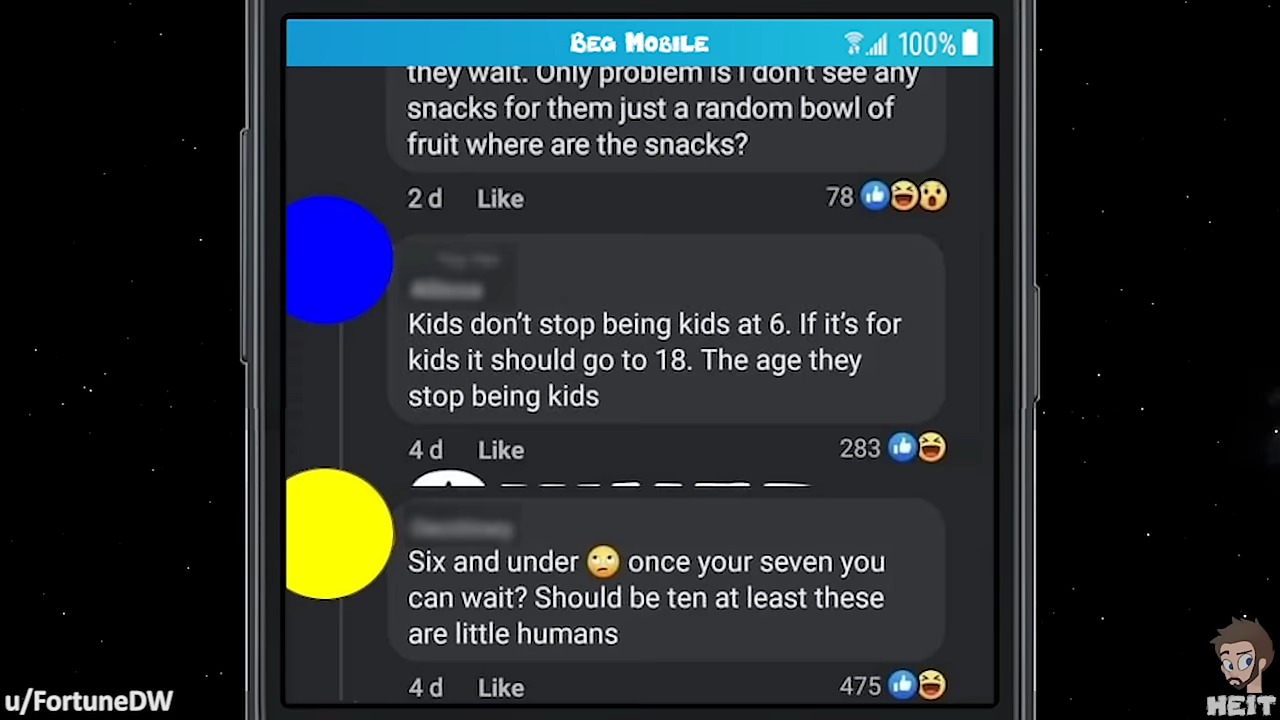 BEG MOBILE
100%
they wait. Only problem is I don't see any
snacks for them just a random bowl of
fruit where are the snacks?
2 d Like 78
Kids don't stop being kids at 6. If it's for
kids it should go to 18. The age they
stop being kids
4 d Like 283
Six and under 🙄 once your seven you
can wait? Should be ten at least these
are little humans
4 d Like 475
u/FortuneDW
HEIT